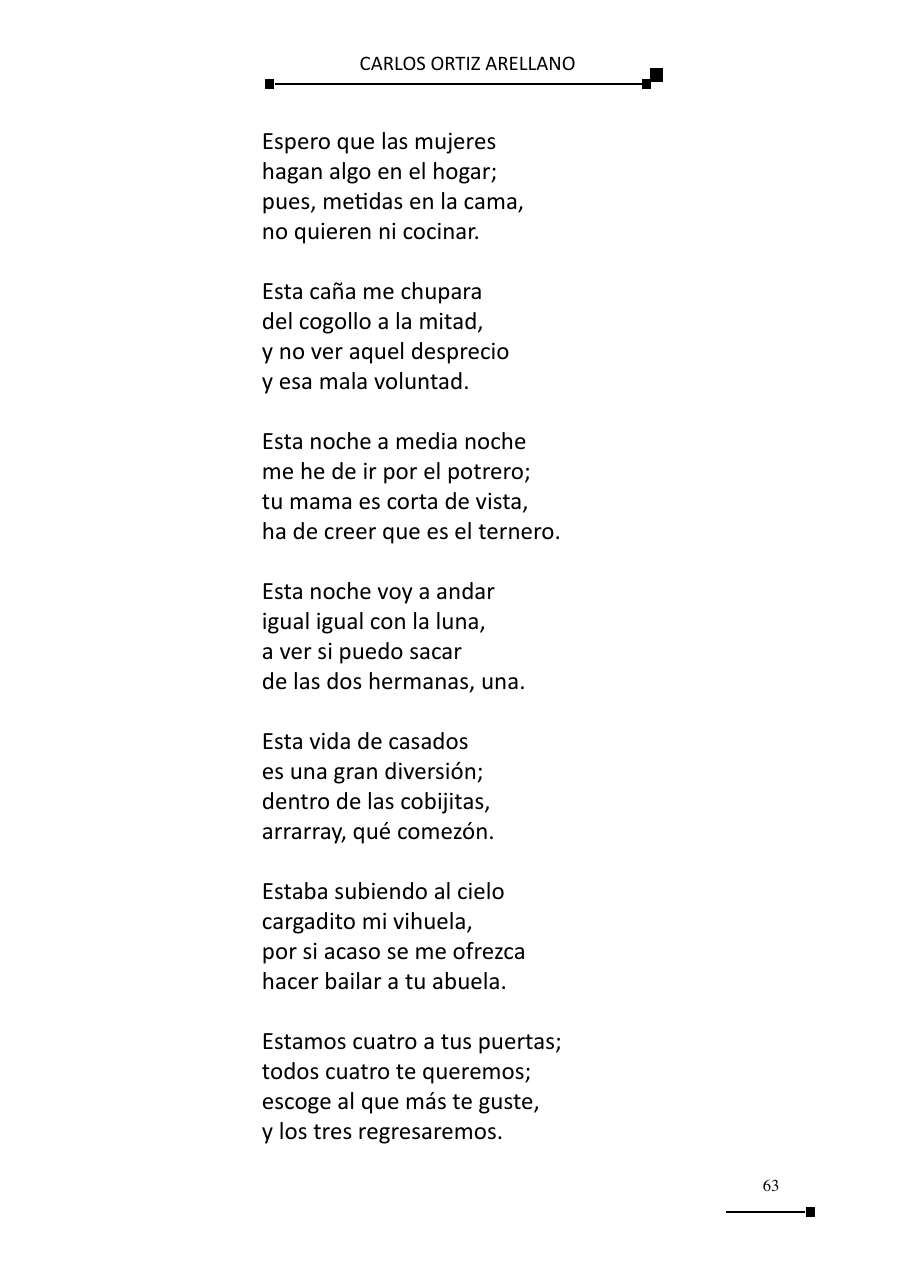 CARLOS ORTIZ ARELLANO
Espero que las mujeres
hagan algo en el hogar;
pues, metidas en la cama,
no quieren ni cocinar.
Esta caña me chupara
del cogollo a la mitad,
y no ver aquel desprecio
y esa mala voluntad.
Esta noche a media noche
me he de ir por el potrero;
tu mama es corta de vista,
ha de creer que es el ternero.
Esta noche voy a andar
igual igual con la luna,
a ver si puedo sacar
de las dos hermanas, una.
Esta vida de casados
es una gran diversión;
dentro de las cobijitas,
arrarray, qué comezón.
Estaba subiendo al cielo
cargadito mi vihuela,
por si acaso se me ofrezca
hacer bailar a tu abuela.
Estamos cuatro a tus puertas;
todos cuatro te queremos;
escoge al que más te guste,
y los tres regresaremos.
63